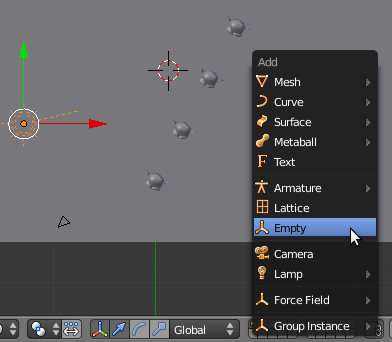 Add
Mesh
Curve
Surface
Metaball
Text
Armature
Lattice
Empty
Camera
Lamp
Force Field
Group Instance
Global